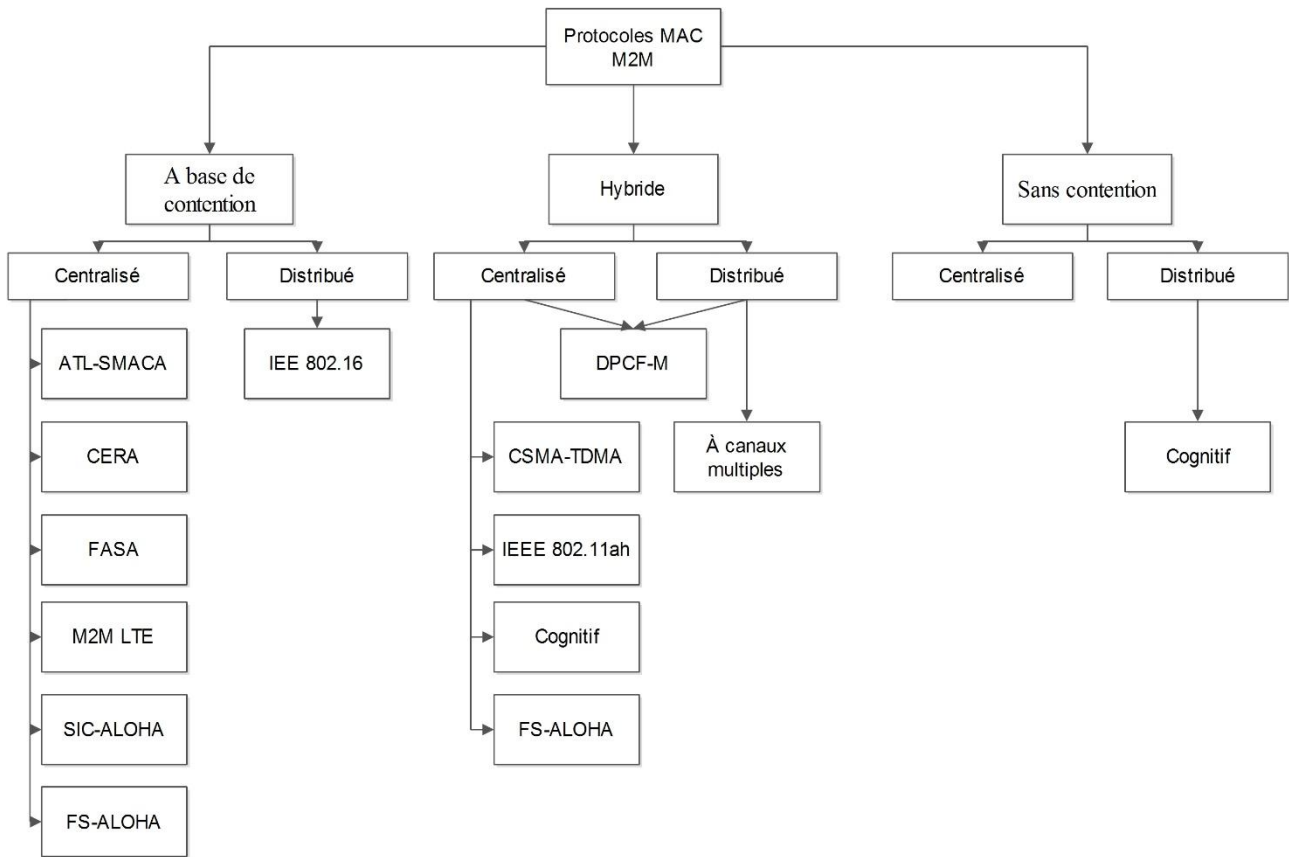 Protocoles MAC
M2M
A base de
contention
Hybride
Sans contention
Centralisé
Distribué
Centralisé
Distribué
Centralisé
Distribué
ATL-SMACA
IEE 802.16
DPCF-M
CERA
CSMA-TDMA
À canaux
multiples
Cognitif
FASA
IEEE 802.11ah
M2M LTE
Cognitif
SIC-ALOHA
FS-ALOHA
FS-ALOHA